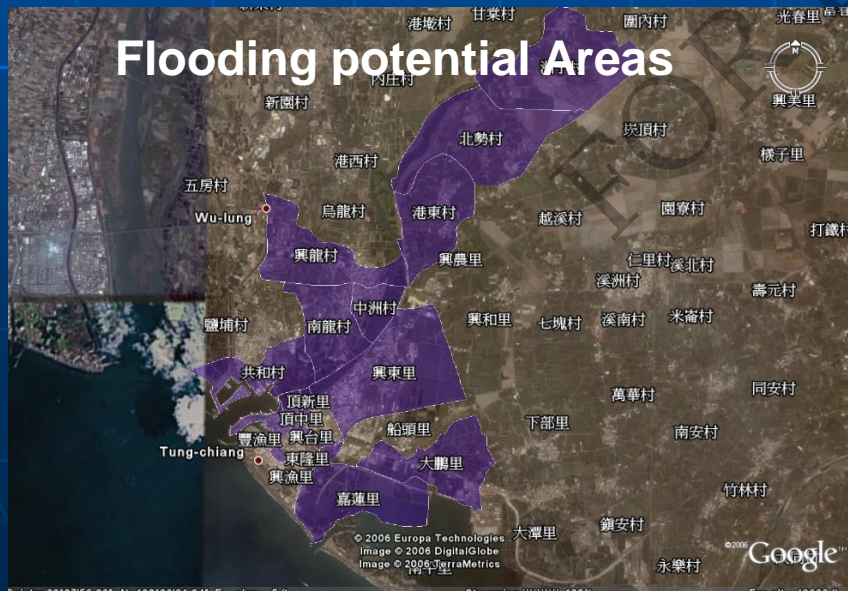 Flooding potential Areas
甘棠村
港墘村
圍內村
光春里
內庄村
新園村
興美里
北勢村
崁頂村
樣子里
港西村
五房村
Wu-lung
烏龍村
港東村
越溪村
園寮村
打鐵村
興龍村
興農里
仁里村
溪北村
溪洲村
壽元村
中洲村
鹽埔村
南龍村
興和里
七塊村
溪南村
米崙村
共和村
興東里
萬華村
同安村
頂新里
頂中里
豐漁里
興台里
船頭里
下部里
南安村
Tung-chiang
東隆里
大鵬里
興漁里
嘉蓮里
竹林村
鎮安村
大潭里
© 2006 Europa Technologies
Image © 2006 DigitalGlobe
Image © 2006 TerraMetrics
©2006 Google™
南平里
永樂村
FOR